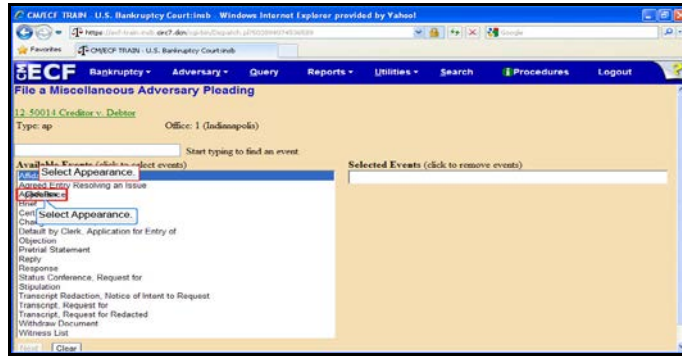 CM/ECF TRAIN - U.S. Bankruptcy Court:insb - Windows Internet Explorer provided by Yahoo!
Google
Favorites CM/ECF TRAIN - U.S. Bankruptcy Court:insb
ECF Bankruptcy Adversary Query Reports Utilities Search Procedures Logout
File a Miscellaneous Adversary Pleading
12-50014 Creditor v. Debtor
Type: ap Office: 1 (Indianapolis)
Start typing to find an event.
Available Events (click to select events) Selected Events (click to remove events)
Select Appearance.
Agreed Entry Resolving an Issue
Brief
Select Appearance.
Default by Clerk, Application for Entry of
Objection
Pretrial Statement
Reply
Response
Status Conference, Request for
Stipulation
Transcript Redaction, Notice of Intent to Request
Transcript, Request for
Transcript, Request for Redacted
Withdraw Document
Witness List
Next Clear